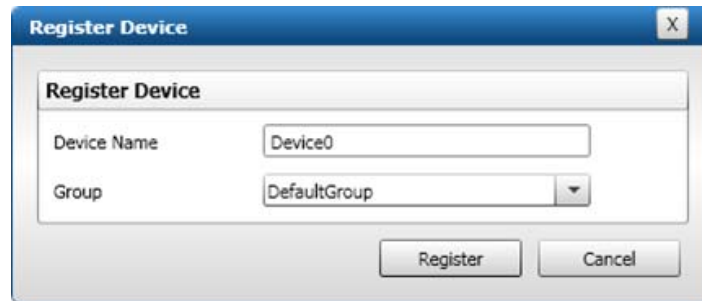 Register Device
X
Register Device
Device Name Device0
Group DefaultGroup
Register Cancel